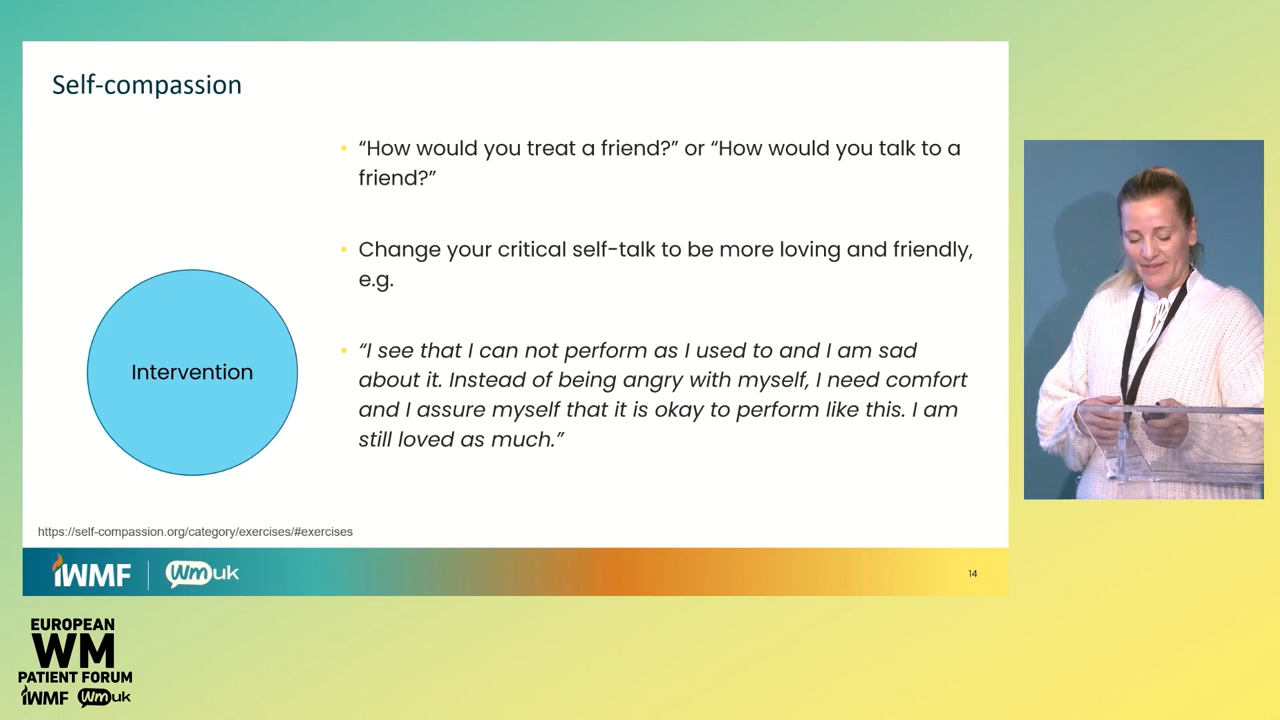 Self-compassion
• “How would you treat a friend?” or “How would you talk to a
friend?”
• Change your critical self-talk to be more loving and friendly,
e.g.
• “I see that I can not perform as I used to and I am sad
about it. Instead of being angry with myself, I need comfort
and I assure myself that it is okay to perform like this. I am
still loved as much.”
Intervention
https://self-compassion.org/category/exercises/#exercises
iWMF
Wmuk
14
EUROPEAN
WM
PATIENT FORUM
iWMF Wmuk